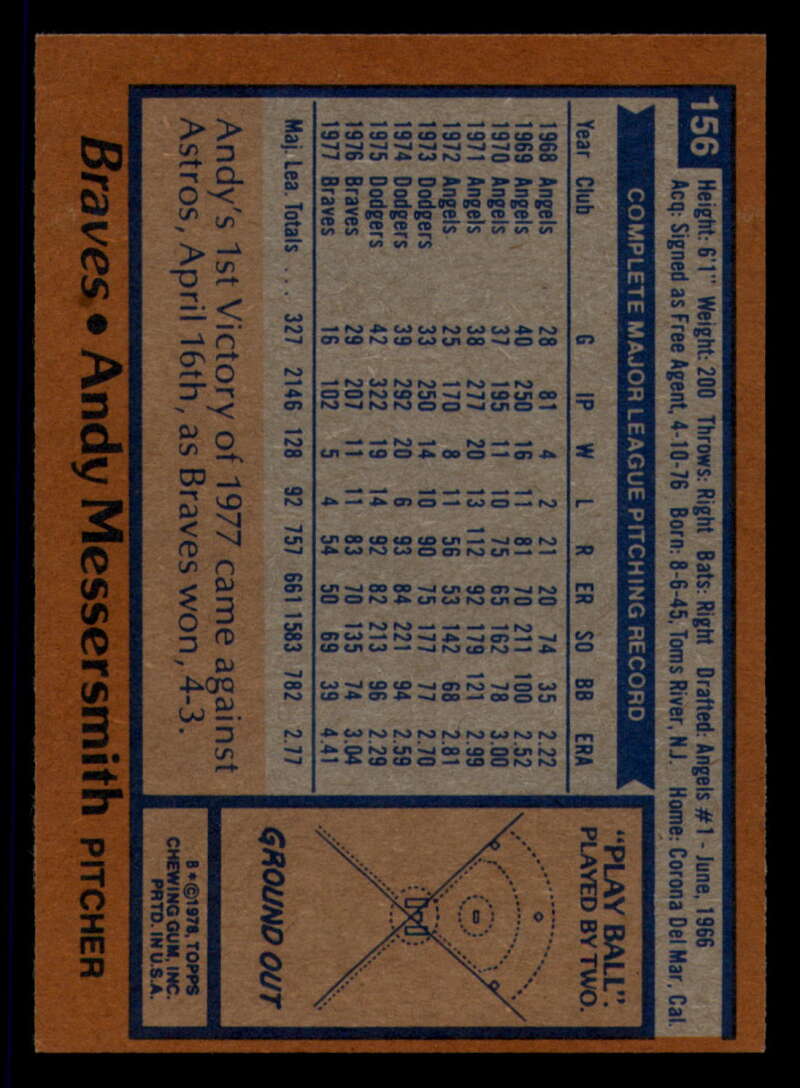 156
Height: 6'1" Weight: 200 Throws: Right Bats: Right Drafted: Angels #1 - June, 1966
Acq: Signed as Free Agent, 4-10-76 Born: 8-6-45, Toms River, N.J. Home: Corona Del Mar, Cal.
COMPLETE MAJOR LEAGUE PITCHING RECORD
Year Club G IP W L R ER SO BB ERA
1968 Angels 28 81 4 2 21 20 74 35 2.22
1969 Angels 40 250 16 11 81 70 211 100 2.52
1970 Angels 37 195 11 10 75 65 162 78 3.00
1971 Angels 38 277 20 13 112 92 179 121 2.99
1972 Angels 25 170 8 11 56 53 142 68 2.81
1973 Dodgers 33 250 14 10 90 75 177 77 2.70
1974 Dodgers 39 292 20 6 93 84 221 94 2.59
1975 Dodgers 42 322 19 14 92 82 213 96 2.29
1976 Braves 29 207 11 11 83 70 135 74 3.04
1977 Braves 16 102 5 4 54 50 69 39 4.41
Maj. Lea. Totals ... 327 2146 128 92 757 661 1583 782 2.77
Andy's 1st Victory of 1977 came against
Astros, April 16th, as Braves won, 4-3.
"PLAY BALL":
PLAYED BY TWO.
GROUND OUT
B*©1978, TOPPS
CHEWING GUM, INC.
PRTD. IN U.S.A.
Braves • Andy Messersmith PITCHER